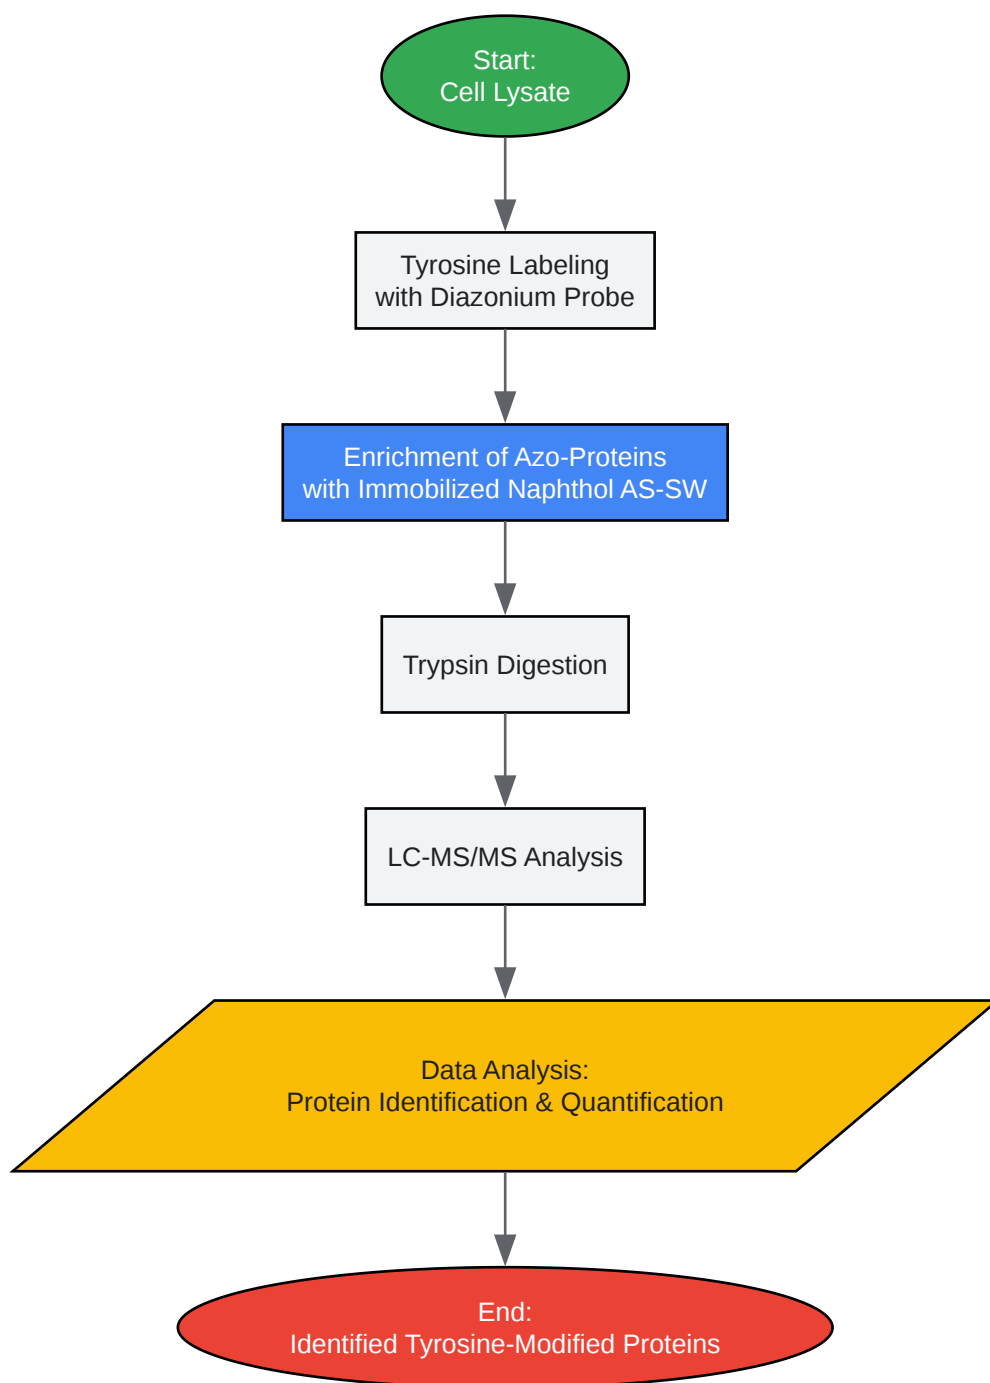 Start:
Cell Lysate
Tyrosine Labeling
with Diazonium Probe
Enrichment of Azo-Proteins
with Immobilized Naphthol AS-SW
Trypsin Digestion
LC-MS/MS Analysis
Data Analysis:
Protein Identification & Quantification
End:
Identified Tyrosine-Modified Proteins